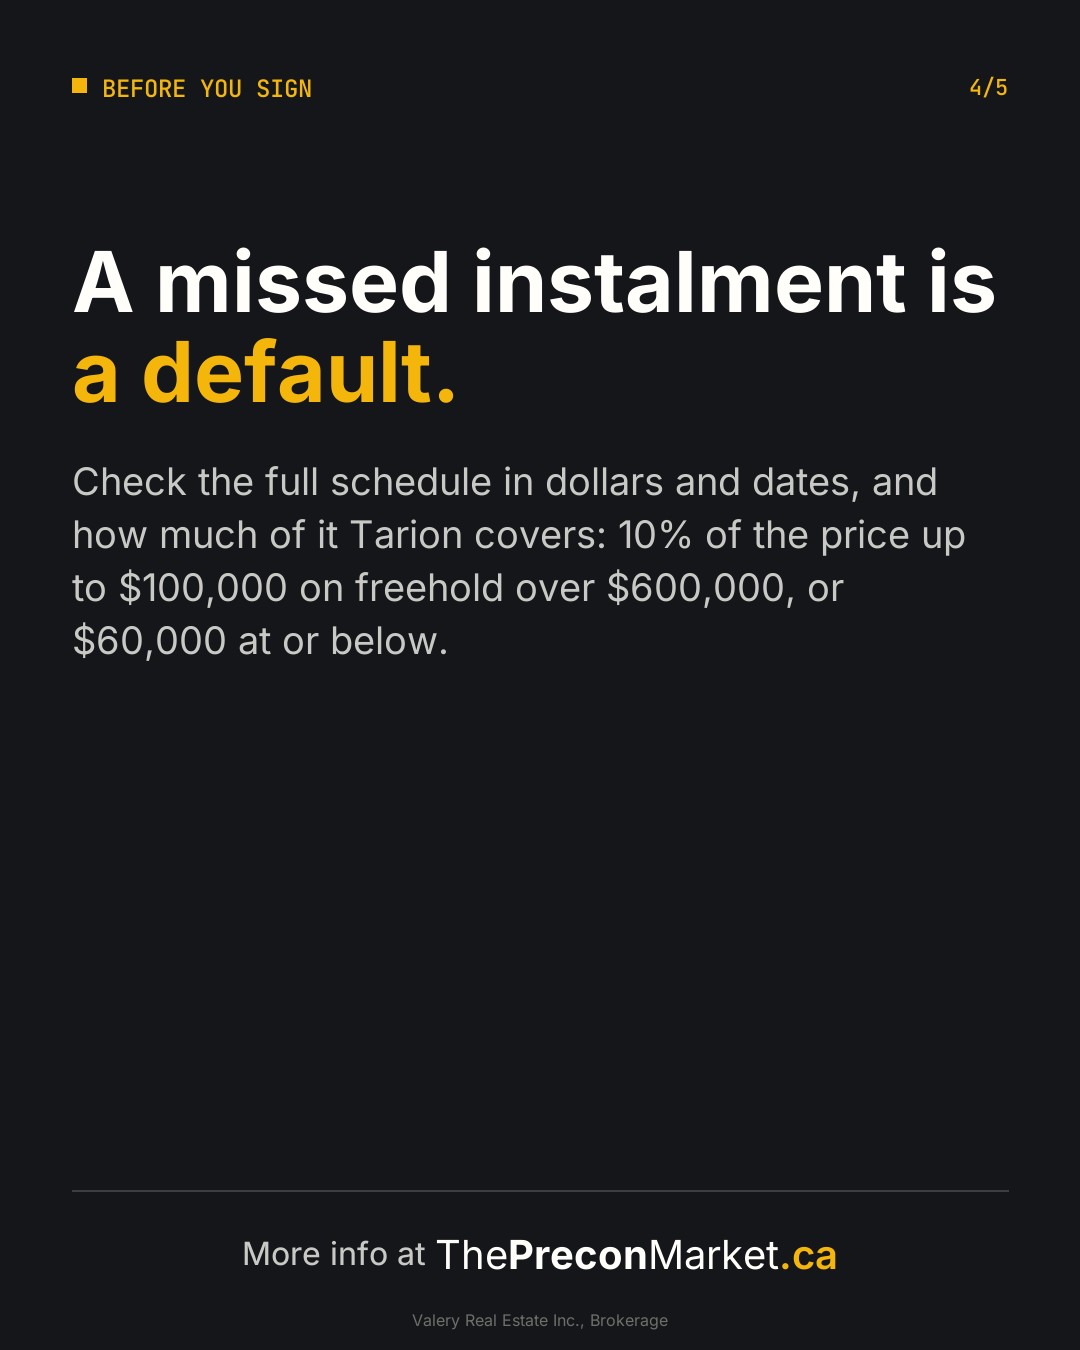 BEFORE YOU SIGN
4/5
A missed instalment is
a default.
Check the full schedule in dollars and dates, and
how much of it Tarion covers: 10% of the price up
to $100,000 on freehold over $600,000, or
$60,000 at or below.
More info at ThePreconMarket.ca
Valery Real Estate Inc., Brokerage